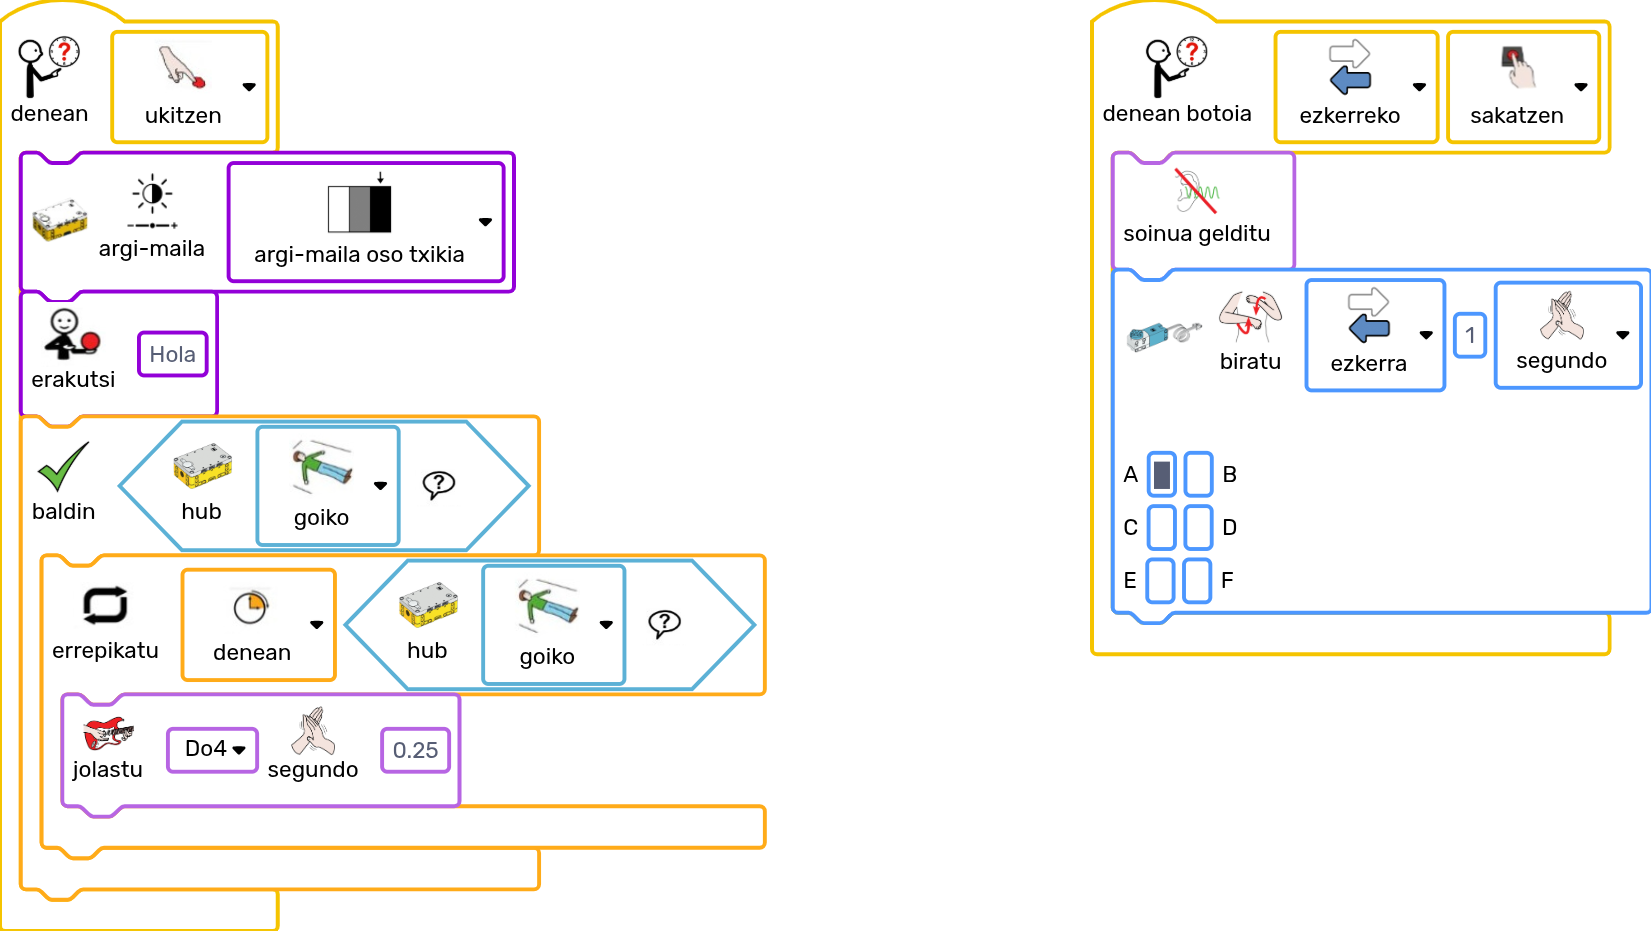 denean ukitzen
argi-maila argi-maila oso txikia
erakutsi Hola
baldin hub goiko ?
errepikatu denean hub goiko ?
jolastu Do4 segundo 0.25
denean botoia ezkerreko sakatzen
soinua gelditu
biratu ezkerra 1 segundo
A B
C D
E F